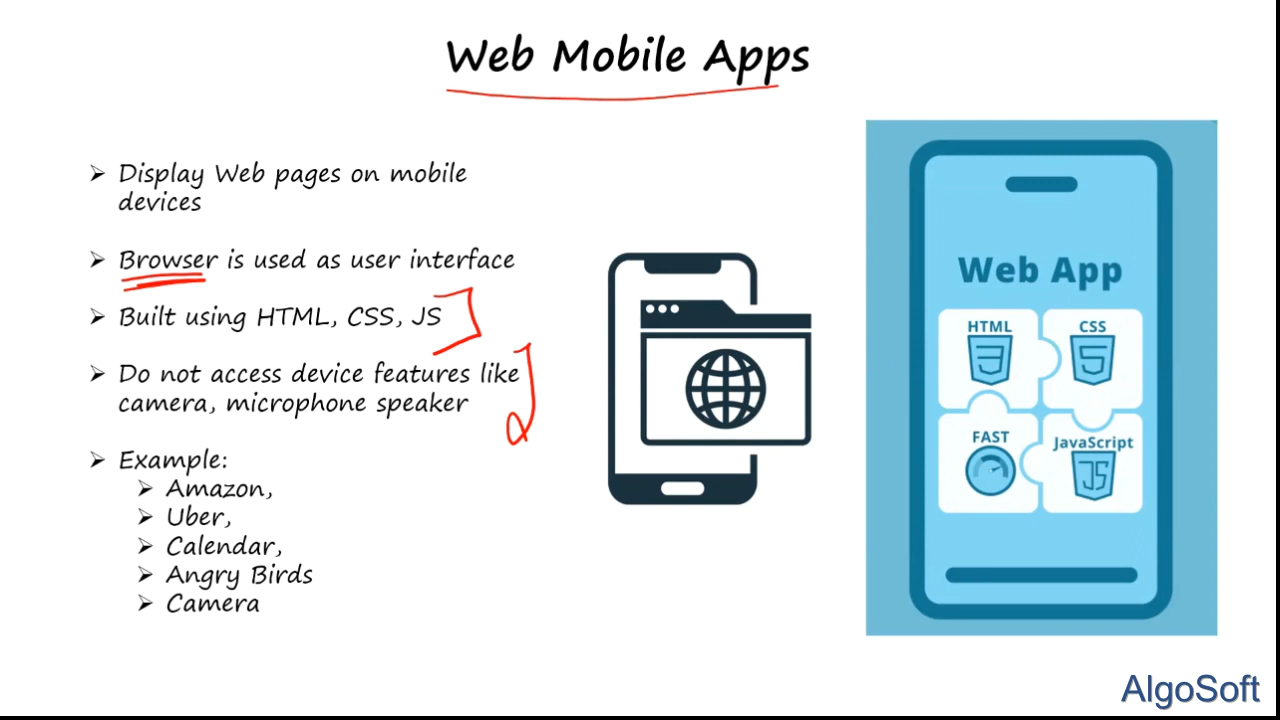 Web Mobile Apps
➢ Display Web pages on mobile
devices
➢ Browser is used as user interface
➢ Built using HTML, CSS, JS
➢ Do not access device features like
camera, microphone speaker
➢ Example:
➢ Amazon,
➢ Uber,
➢ Calendar,
➢ Angry Birds
➢ Camera
Web App
HTML
CSS
FAST
JavaScript
JS
AlgoSoft